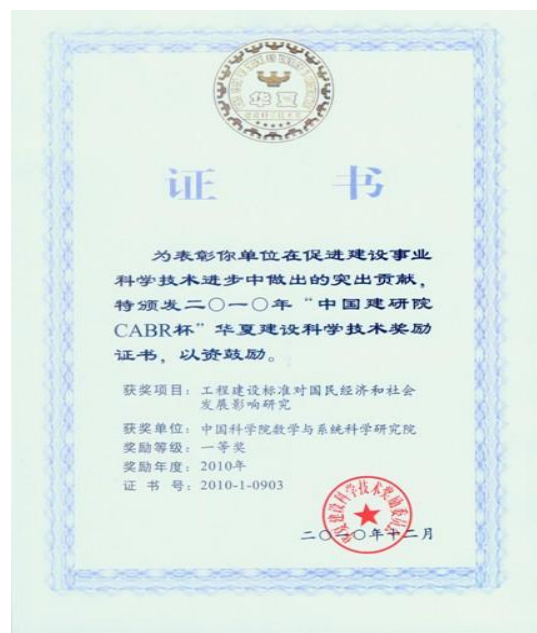 华夏
证 书
为表彰你单位在促进建设事业
科学技术进步中做出的突出贡献，
特颁发二〇一〇年“中国建研院
CABR杯”华夏建设科学技术奖励
证书，以资鼓励。
获奖项目：工程建设标准对国民经济和社会
发展影响研究
获奖单位：中国科学院数学与系统科学研究院
奖励等级：一等奖
奖励年度：2010年
证 书 号：2010-1-0903
二〇一〇年十二月